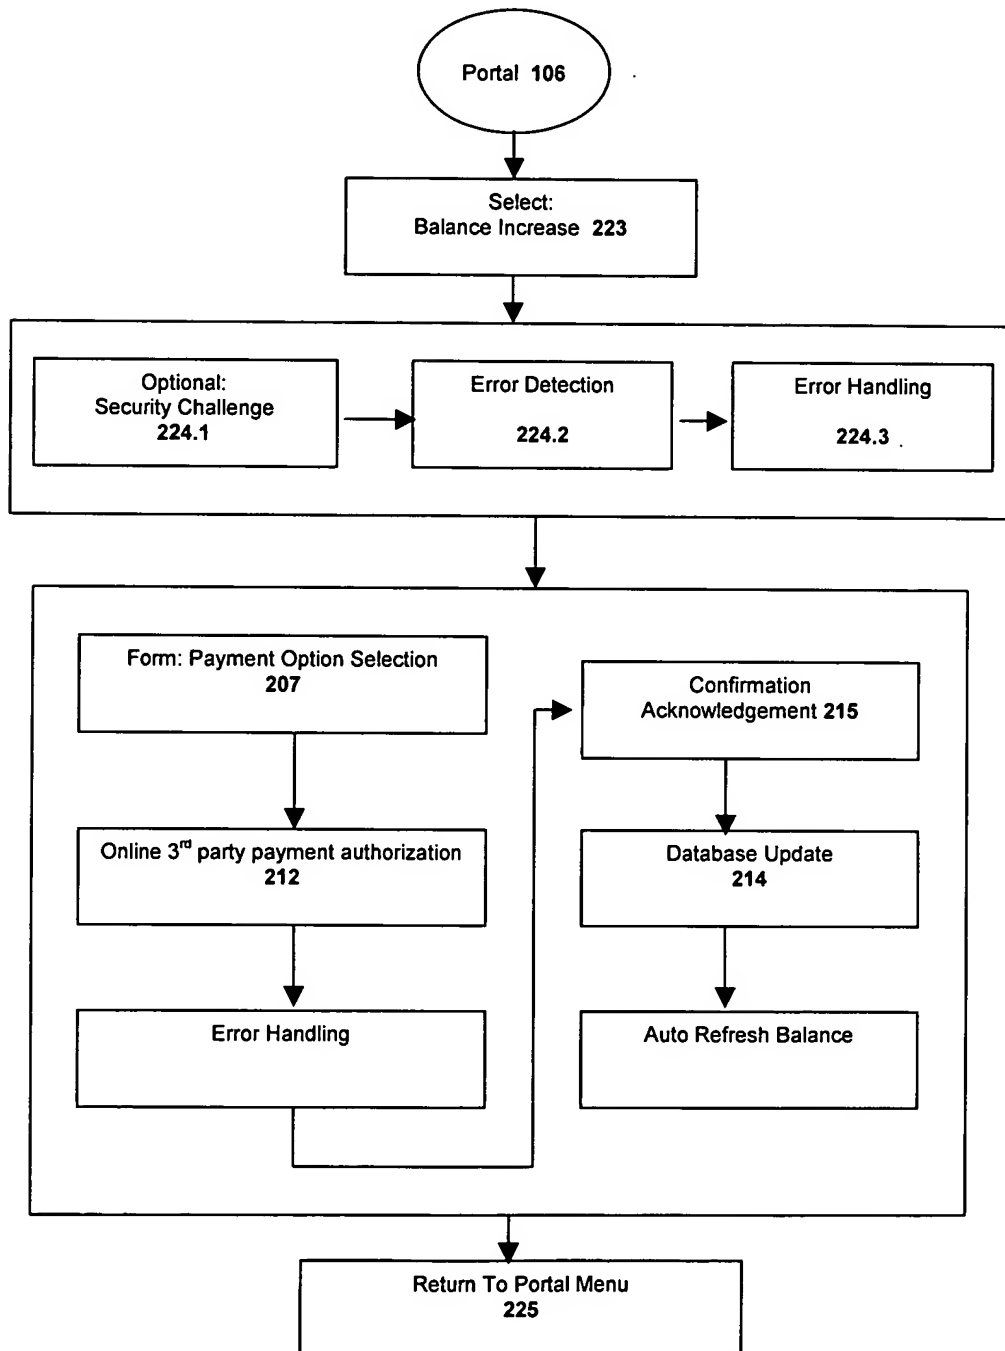 Portal 106
Select:
Balance Increase 223
Optional:
Security Challenge
224.1
Error Detection
224.2
Error Handling
224.3
Form: Payment Option Selection
207
Online 3rd party payment authorization
212
Error Handling
Confirmation
Acknowledgement 215
Database Update
214
Auto Refresh Balance
Return To Portal Menu
225